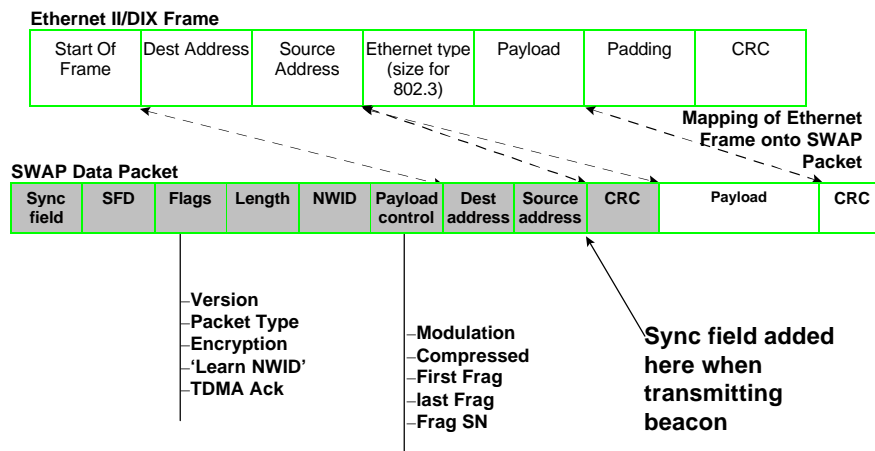 Ethernet II/DIX Frame
Start Of
Frame
Dest Address
Source
Address
Ethernet type
(size for
802.3)
Payload
Padding
CRC
Mapping of Ethernet
Frame onto SWAP
Packet
SWAP Data Packet
Sync
field
SFD
Flags
Length
NWID
Payload
control
Dest
address
Source
address
CRC
Payload
CRC
Version
Packet Type
Encryption
‘Learn NWID’
TDMA Ack
Modulation
Compressed
First Frag
last Frag
Frag SN
Sync field added
here when
transmitting
beacon